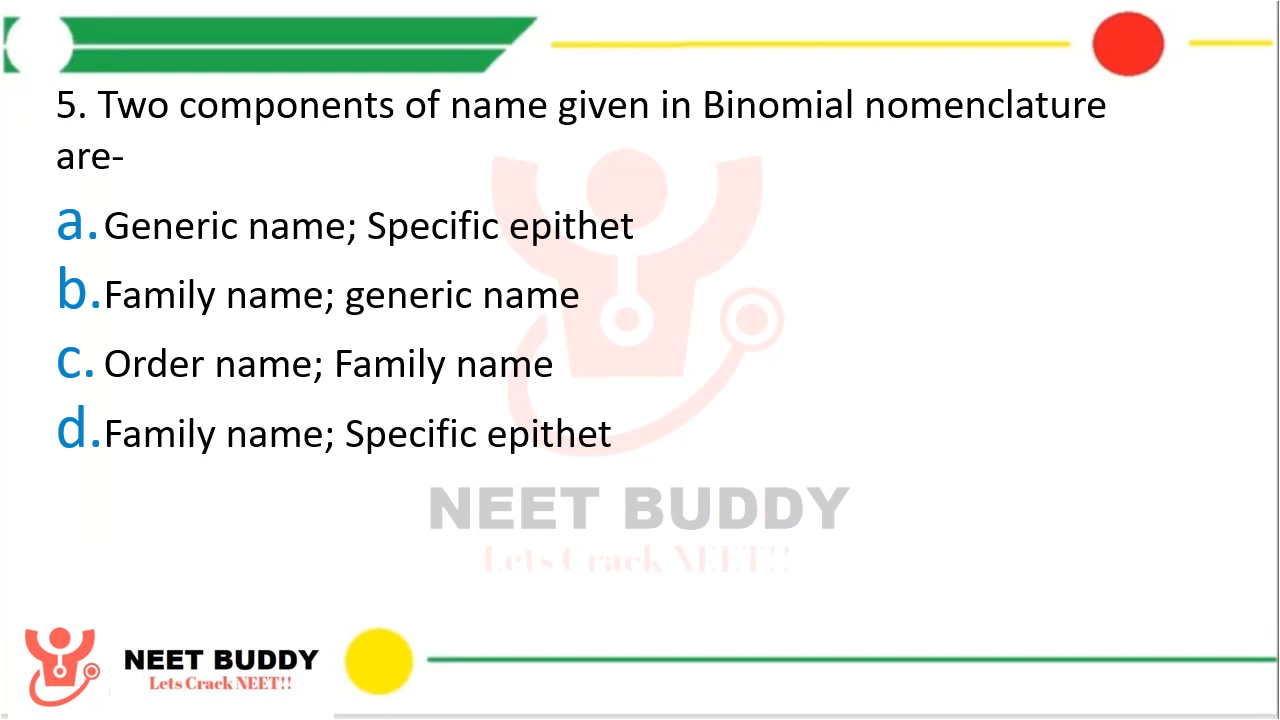 5. Two components of name given in Binomial nomenclature
are-
a. Generic name; Specific epithet
b. Family name; generic name
c. Order name; Family name
d. Family name; Specific epithet
NEET BUDDY
Lets Crack NEET!!
NEET BUDDY
Lets Crack NEET!!